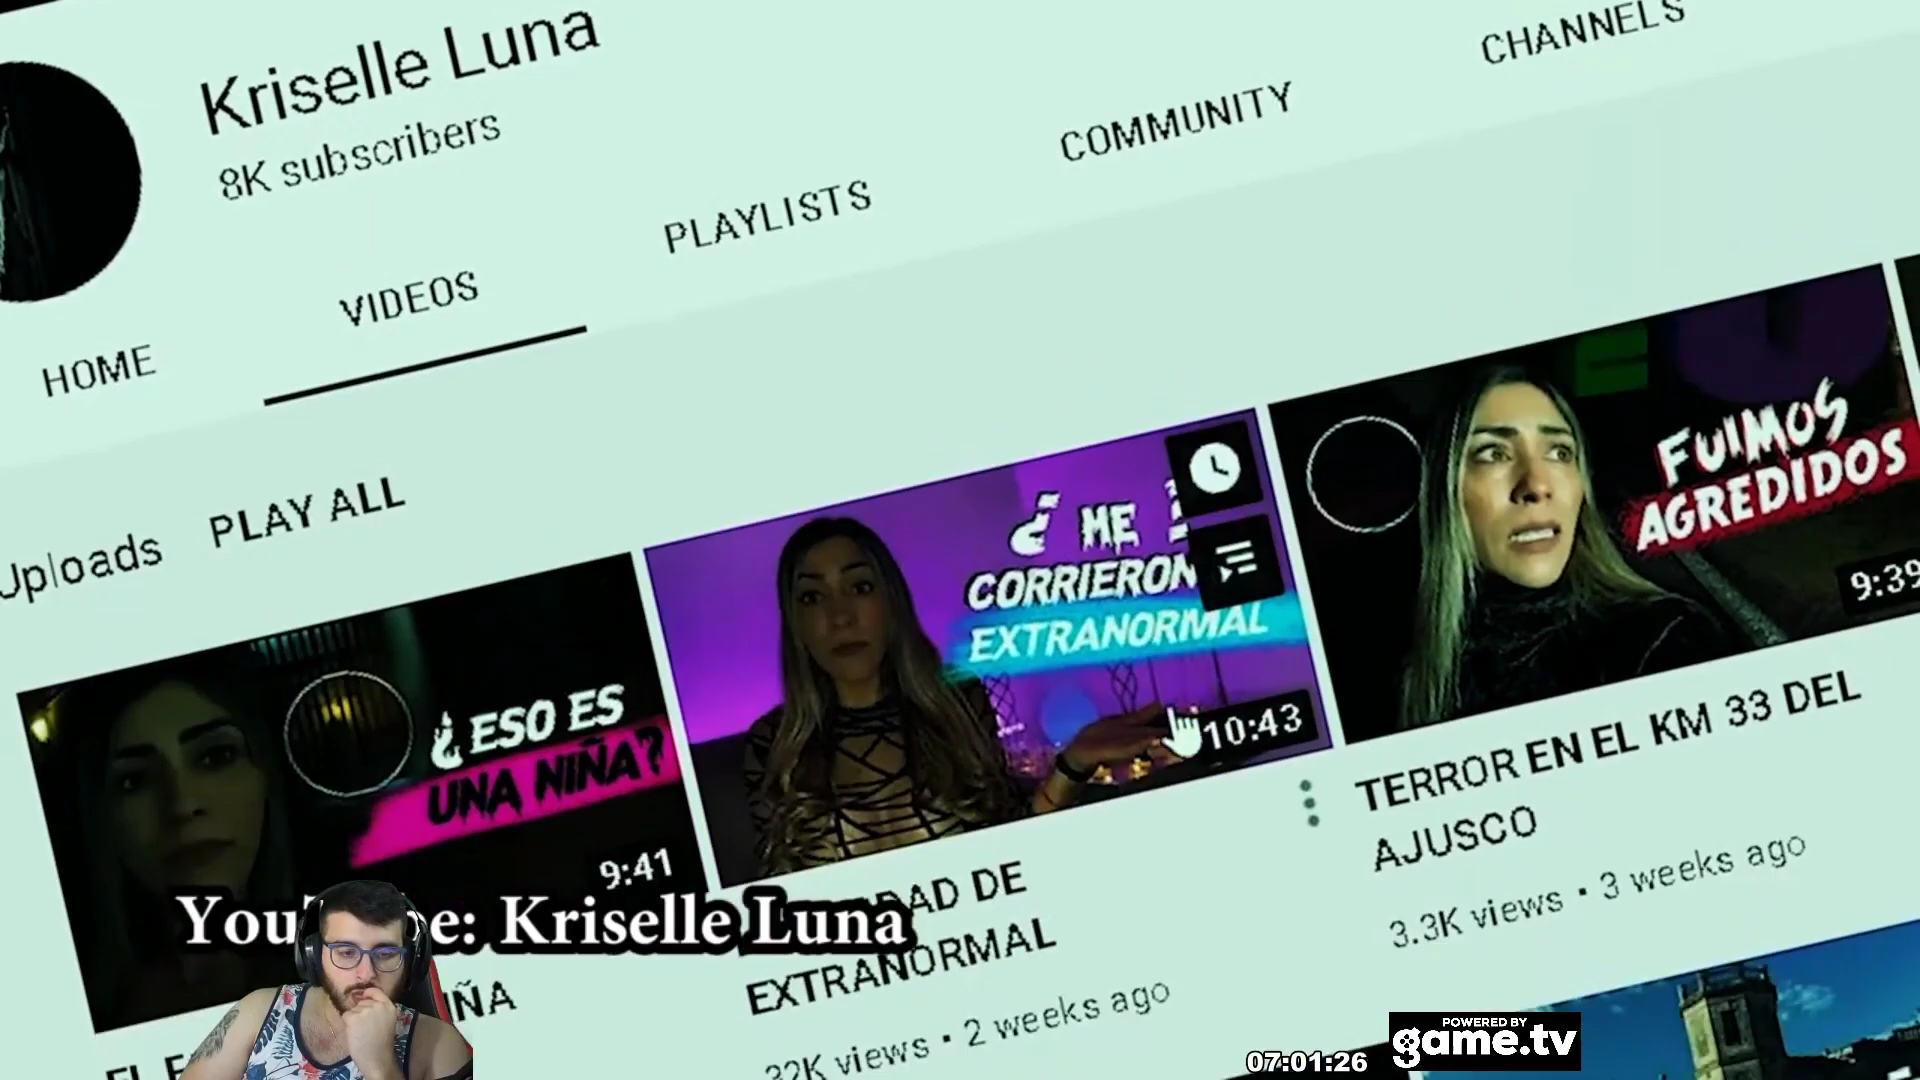 Kriselle Luna
8K subscribers
HOME
VIDEOS
PLAYLISTS
COMMUNITY
CHANNELS
Uploads
PLAY ALL
¿ESO ES
UNA NIÑA?
9:41
¿ME
CORRIERON
EXTRANORMAL
10:43
DE
EXTRANORMAL
32K views • 2 weeks ago
FUIMOS
AGREDIDOS
9:39
TERROR EN EL KM 33 DEL
AJUSCO
3.3K views • 3 weeks ago
Kriselle Luna
07:01:26
POWERED BY
game.tv